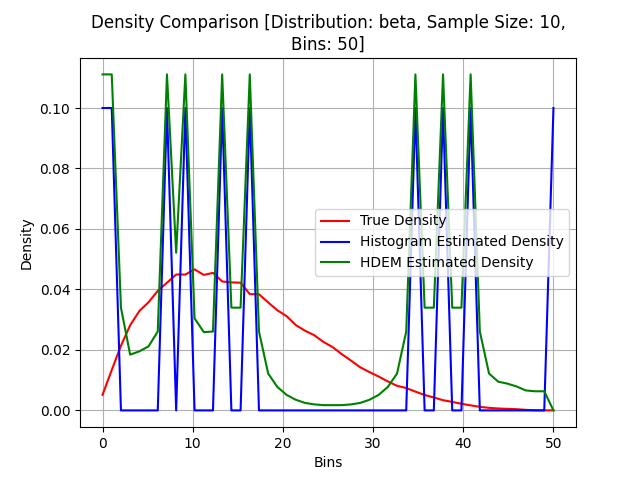 Density Comparison [Distribution: beta, Sample Size: 10,
Bins: 50]
Density
0.10
0.08
0.06
0.04
0.02
0.00
True Density
Histogram Estimated Density
HDEM Estimated Density
0 10 20 30 40 50
Bins